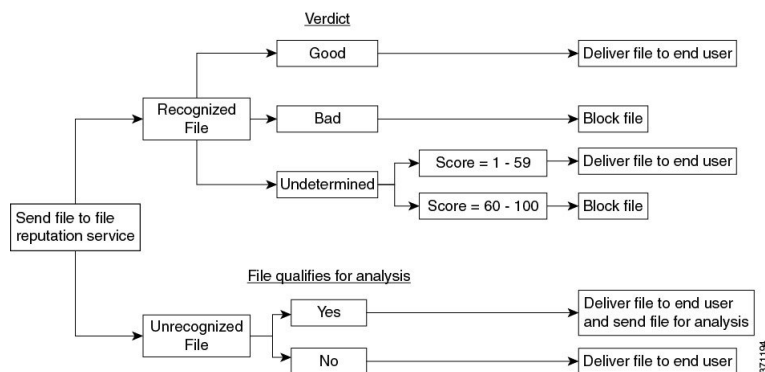 Verdict
Good
Deliver file to end user
Recognized
File
Bad
Block file
Undetermined
Score = 1 - 59
Deliver file to end user
Score = 60 - 100
Block file
Send file to file
reputation service
File qualifies for analysis
Unrecognized
File
Yes
Deliver file to end user
and send file for analysis
No
Deliver file to end user
371194